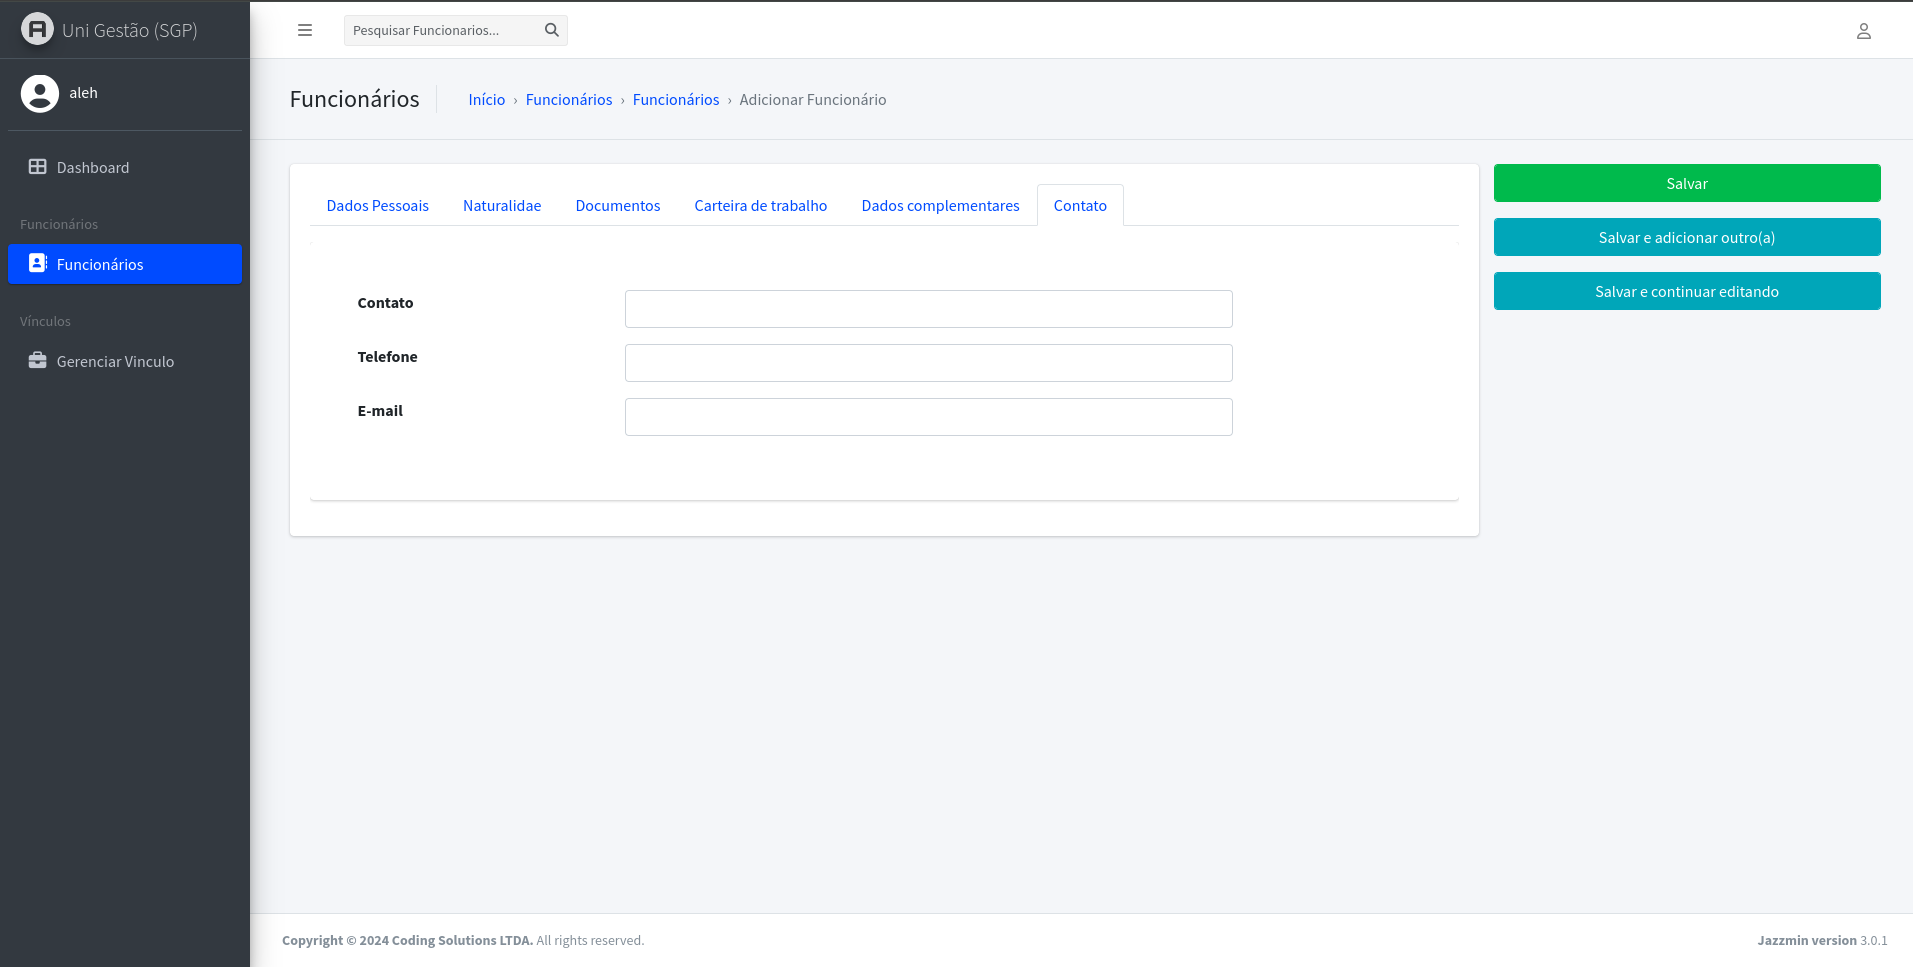 Uni Gestão (SGP)
Pesquisar Funcionarios...
aleh
Dashboard
Funcionários
Funcionários
Vínculos
Gerenciar Vinculo
Funcionários
Início › Funcionários › Funcionários › Adicionar Funcionário
Dados Pessoais
Naturalidae
Documentos
Carteira de trabalho
Dados complementares
Contato
Contato
Telefone
E-mail
Salvar
Salvar e adicionar outro(a)
Salvar e continuar editando
Copyright © 2024 Coding Solutions LTDA. All rights reserved.
Jazzmin version 3.0.1